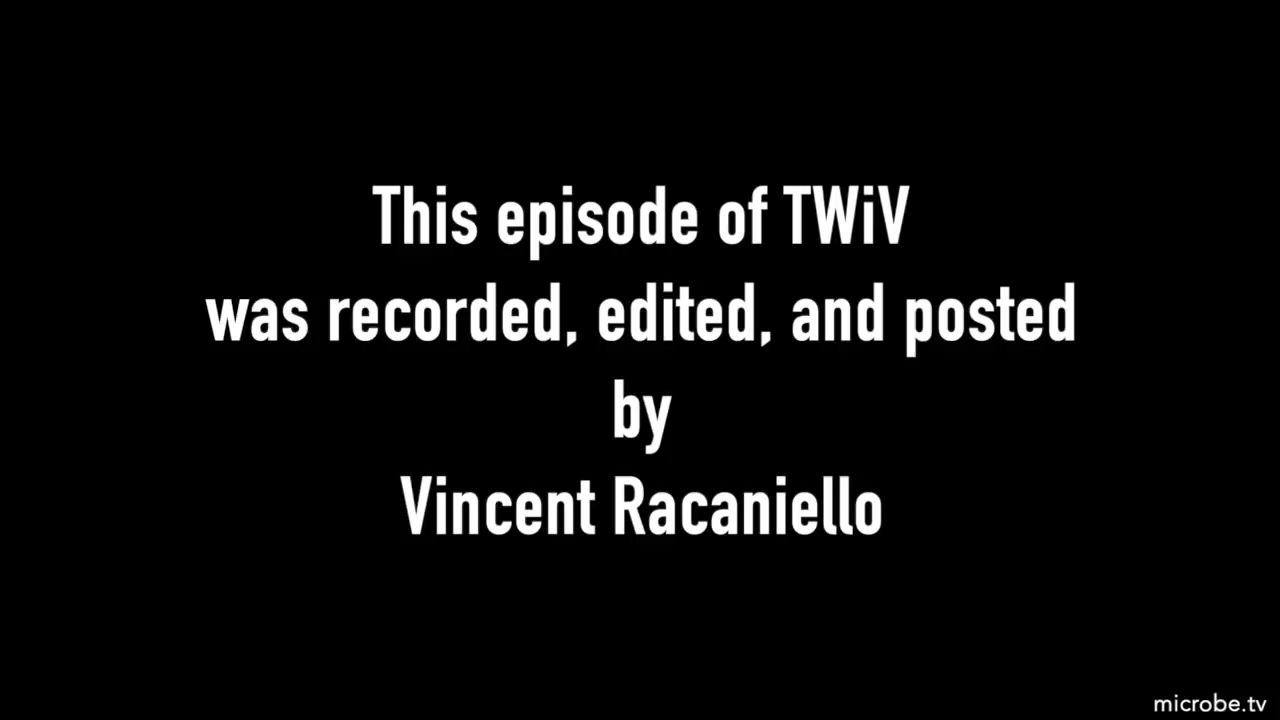 This episode of TWiV
was recorded, edited, and posted
by
Vincent Racaniello
microbe.tv